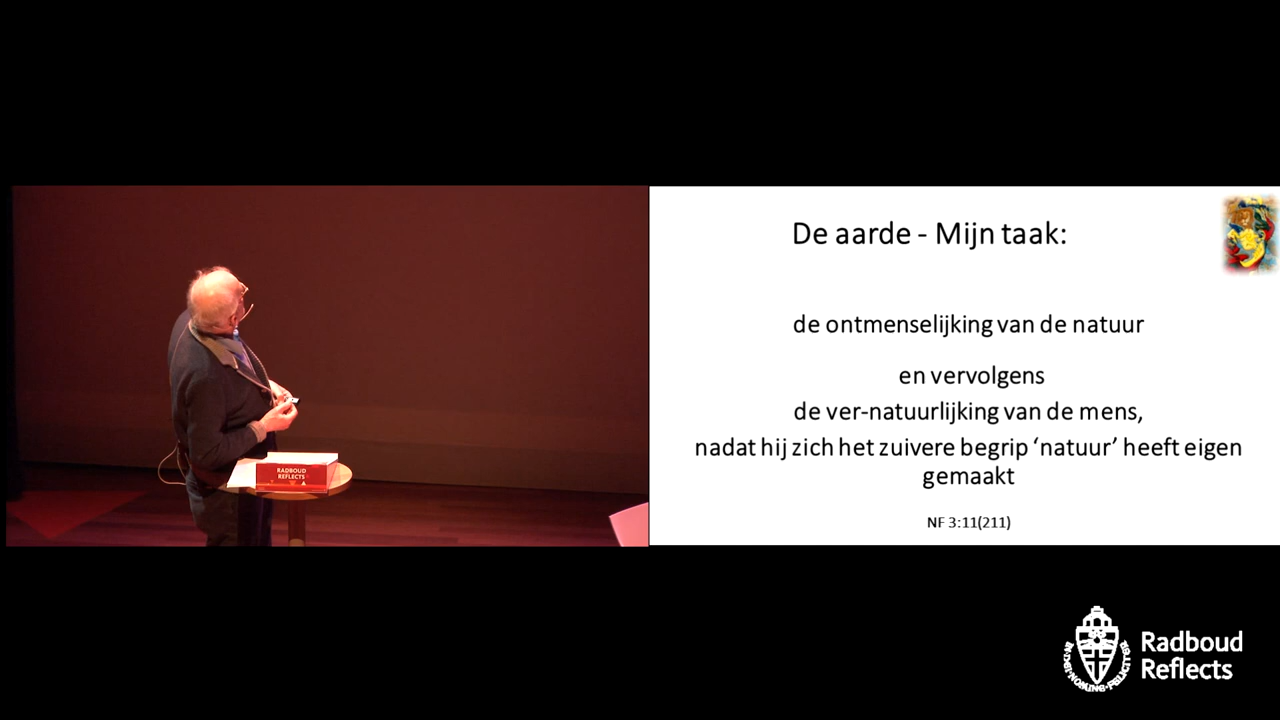 De aarde - Mijn taak:
de ontmenselijking van de natuur
en vervolgens
de ver-natuurlijking van de mens,
nadat hij zich het zuivere begrip ‘natuur’ heeft eigen
gemaakt
NF 3:11(211)
RADBOUD
REFLECTS
Radboud
Reflects